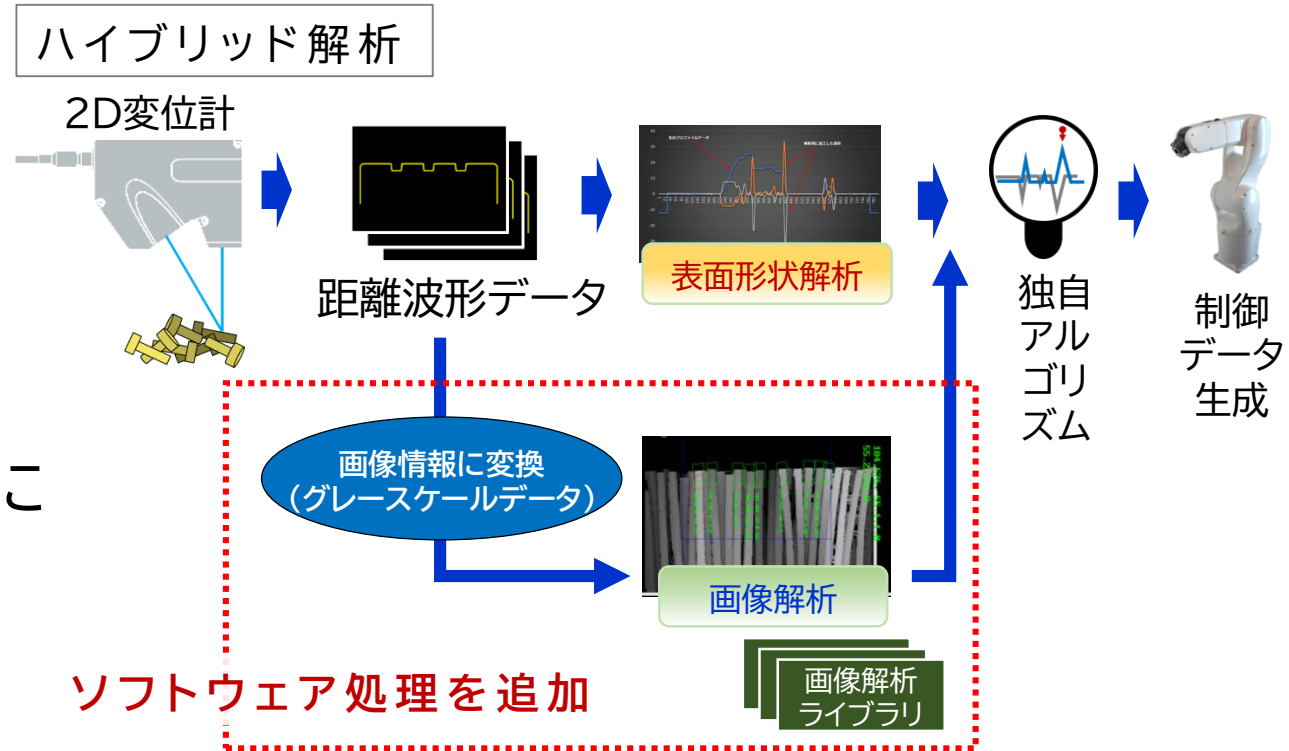 ハイブリッド解析
2D変位計
距離波形データ
表面形状解析
独自
アル
ゴリ
ズム
制御
データ
生成
こ
画像情報に変換
（グレースケールデータ）
画像解析
画像解析
ライブラリ
ソフトウェア処理を追加